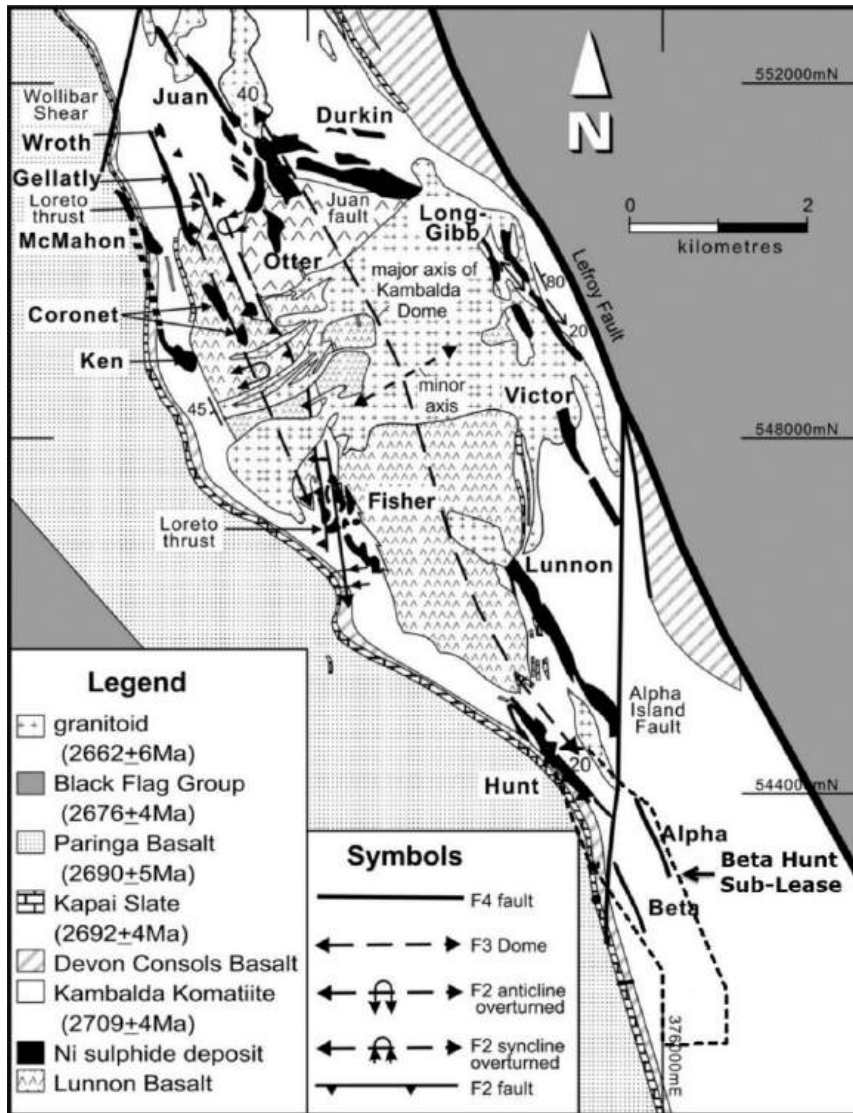 552000mN
Wollibar
Shear
Juan
40
Durkin
N
Wroth
Gellatly
Loreto
thrust
McMahon
Juan
fault
Long-
Gibb
0
2
kilometres
Otter
major axis of
Kambalda
Dome
80
Lefroy Fault
20
Coronet
Ken
minor
axis
45
Victor
548000mN
Fisher
Loreto
thrust
Lunnon
Alpha
Island
Fault
20
Hunt
544000mN
Alpha
Beta Hunt
Sub-Lease
Beta
376000mE
Legend
granitoid
(2662±6Ma)
Black Flag Group
(2676±4Ma)
Paringa Basalt
(2690±5Ma)
Kapai Slate
(2692±4Ma)
Devon Consols Basalt
Kambalda Komatiite
(2709±4Ma)
Ni sulphide deposit
Lunnon Basalt
Symbols
F4 fault
F3 Dome
F2 anticline
overturned
F2 syncline
overturned
F2 fault